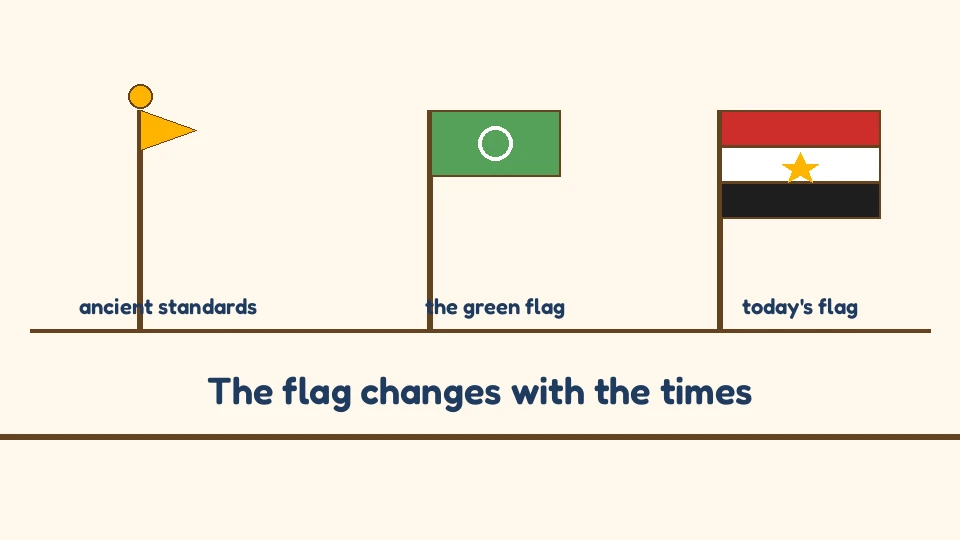 ancient standards
the green flag
today's flag
The flag changes with the times